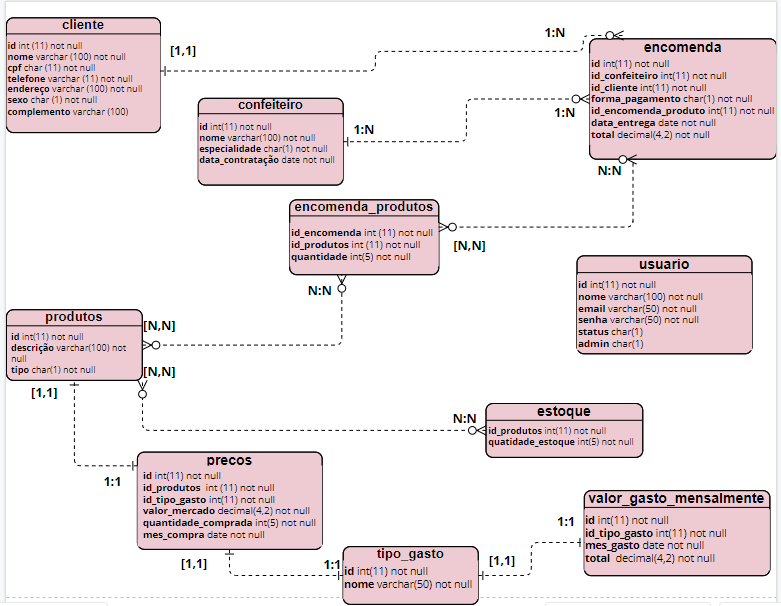 cliente
id int (11) not null
nome varchar (100) not null
cpf char (11) not null
telefone varchar (11) not null
endereço varchar (100) not null
sexo char (1) not null
complemento varchar (100)
[1,1]
1:N
encomenda
id int(11) not null
id_confeiteiro int(11) not null
id_cliente int(11) not null
forma_pagamento char(1) not null
id_encomenda_produto int(11) not null
data_entrega date not null
total decimal(4,2) not null
confeiteiro
id int(11) not null
nome varchar(100) not null
especialidade char(1) not null
data_contratação date not null
1:N
1:N
N:N
encomenda_produtos
id_encomenda int (11) not null
id_produtos int (11) not null
quantidade int(5) not null
[N,N]
N:N
usuario
id int(11) not null
nome varchar(100) not null
email varchar(50) not null
senha varchar(50) not null
status char(1)
admin char(1)
produtos
id int(11) not null
descrição varchar(100) not
null
tipo char(1) not null
[N,N]
[N,N]
[1,1]
N:N
estoque
id_produtos int(11) not null
quatidade_estoque int(5) not null
1:1
precos
id int(11) not null
id_produtos int (11) not null
id_tipo_gasto int(11) not null
valor_mercado decimal(4,2) not null
quantidade_comprada int(5) not null
mes_compra date not null
[1,1]
1:1
tipo_gasto
id int(11) not null
nome varchar(50) not null
[1,1]
1:1
valor_gasto_mensalmente
id int(11) not null
id_tipo_gasto int(11) not null
mes_gasto date not null
total decimal(4,2) not null